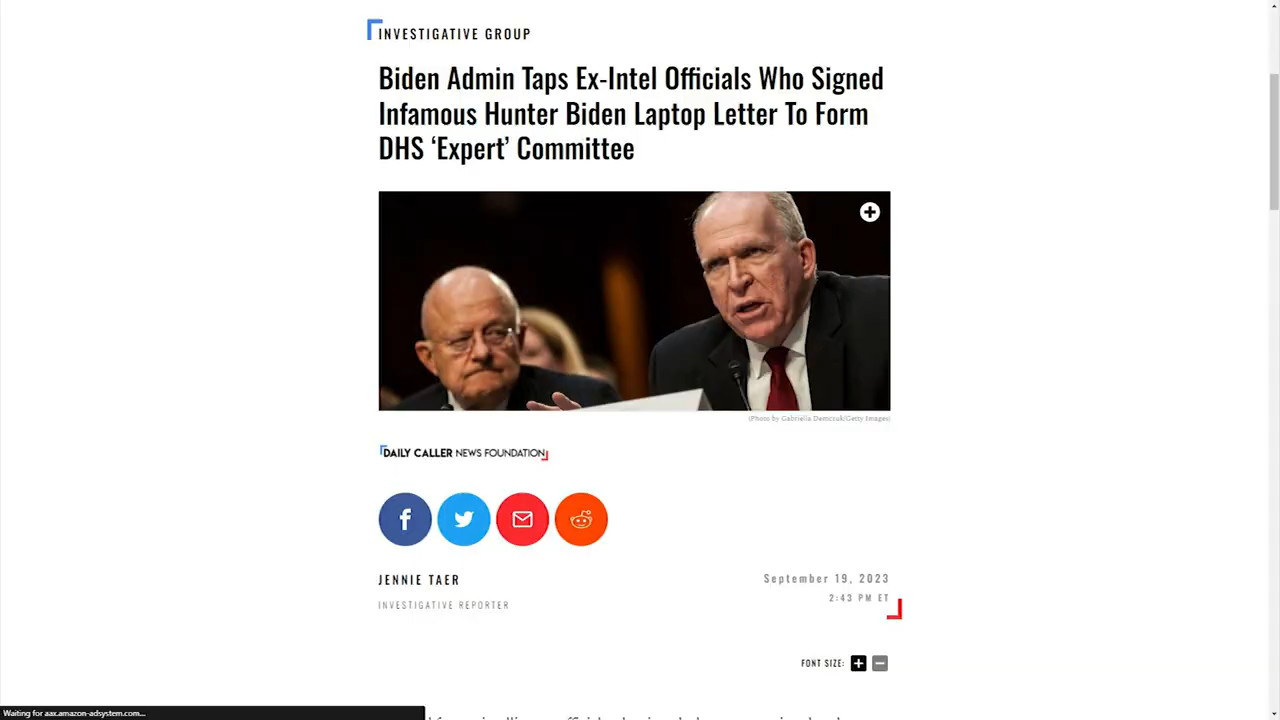 INVESTIGATIVE GROUP
Biden Admin Taps Ex-Intel Officials Who Signed
Infamous Hunter Biden Laptop Letter To Form
DHS ‘Expert’ Committee
(Photo by Gabriella Demczuk/Getty Images)
DAILY CALLER NEWS FOUNDATION
JENNIE TAER
September 19, 2023
2:43 PM ET
INVESTIGATIVE REPORTER
FONT SIZE:
Waiting for aax.amazon-adsystem.com...